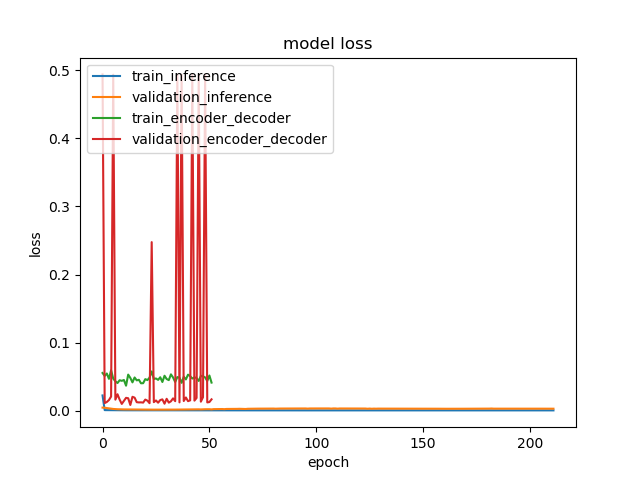 model loss
train_inference
validation_inference
train_encoder_decoder
validation_encoder_decoder
0.5
0.4
0.3
0.2
0.1
0.0
loss
0 50 100 150 200
epoch